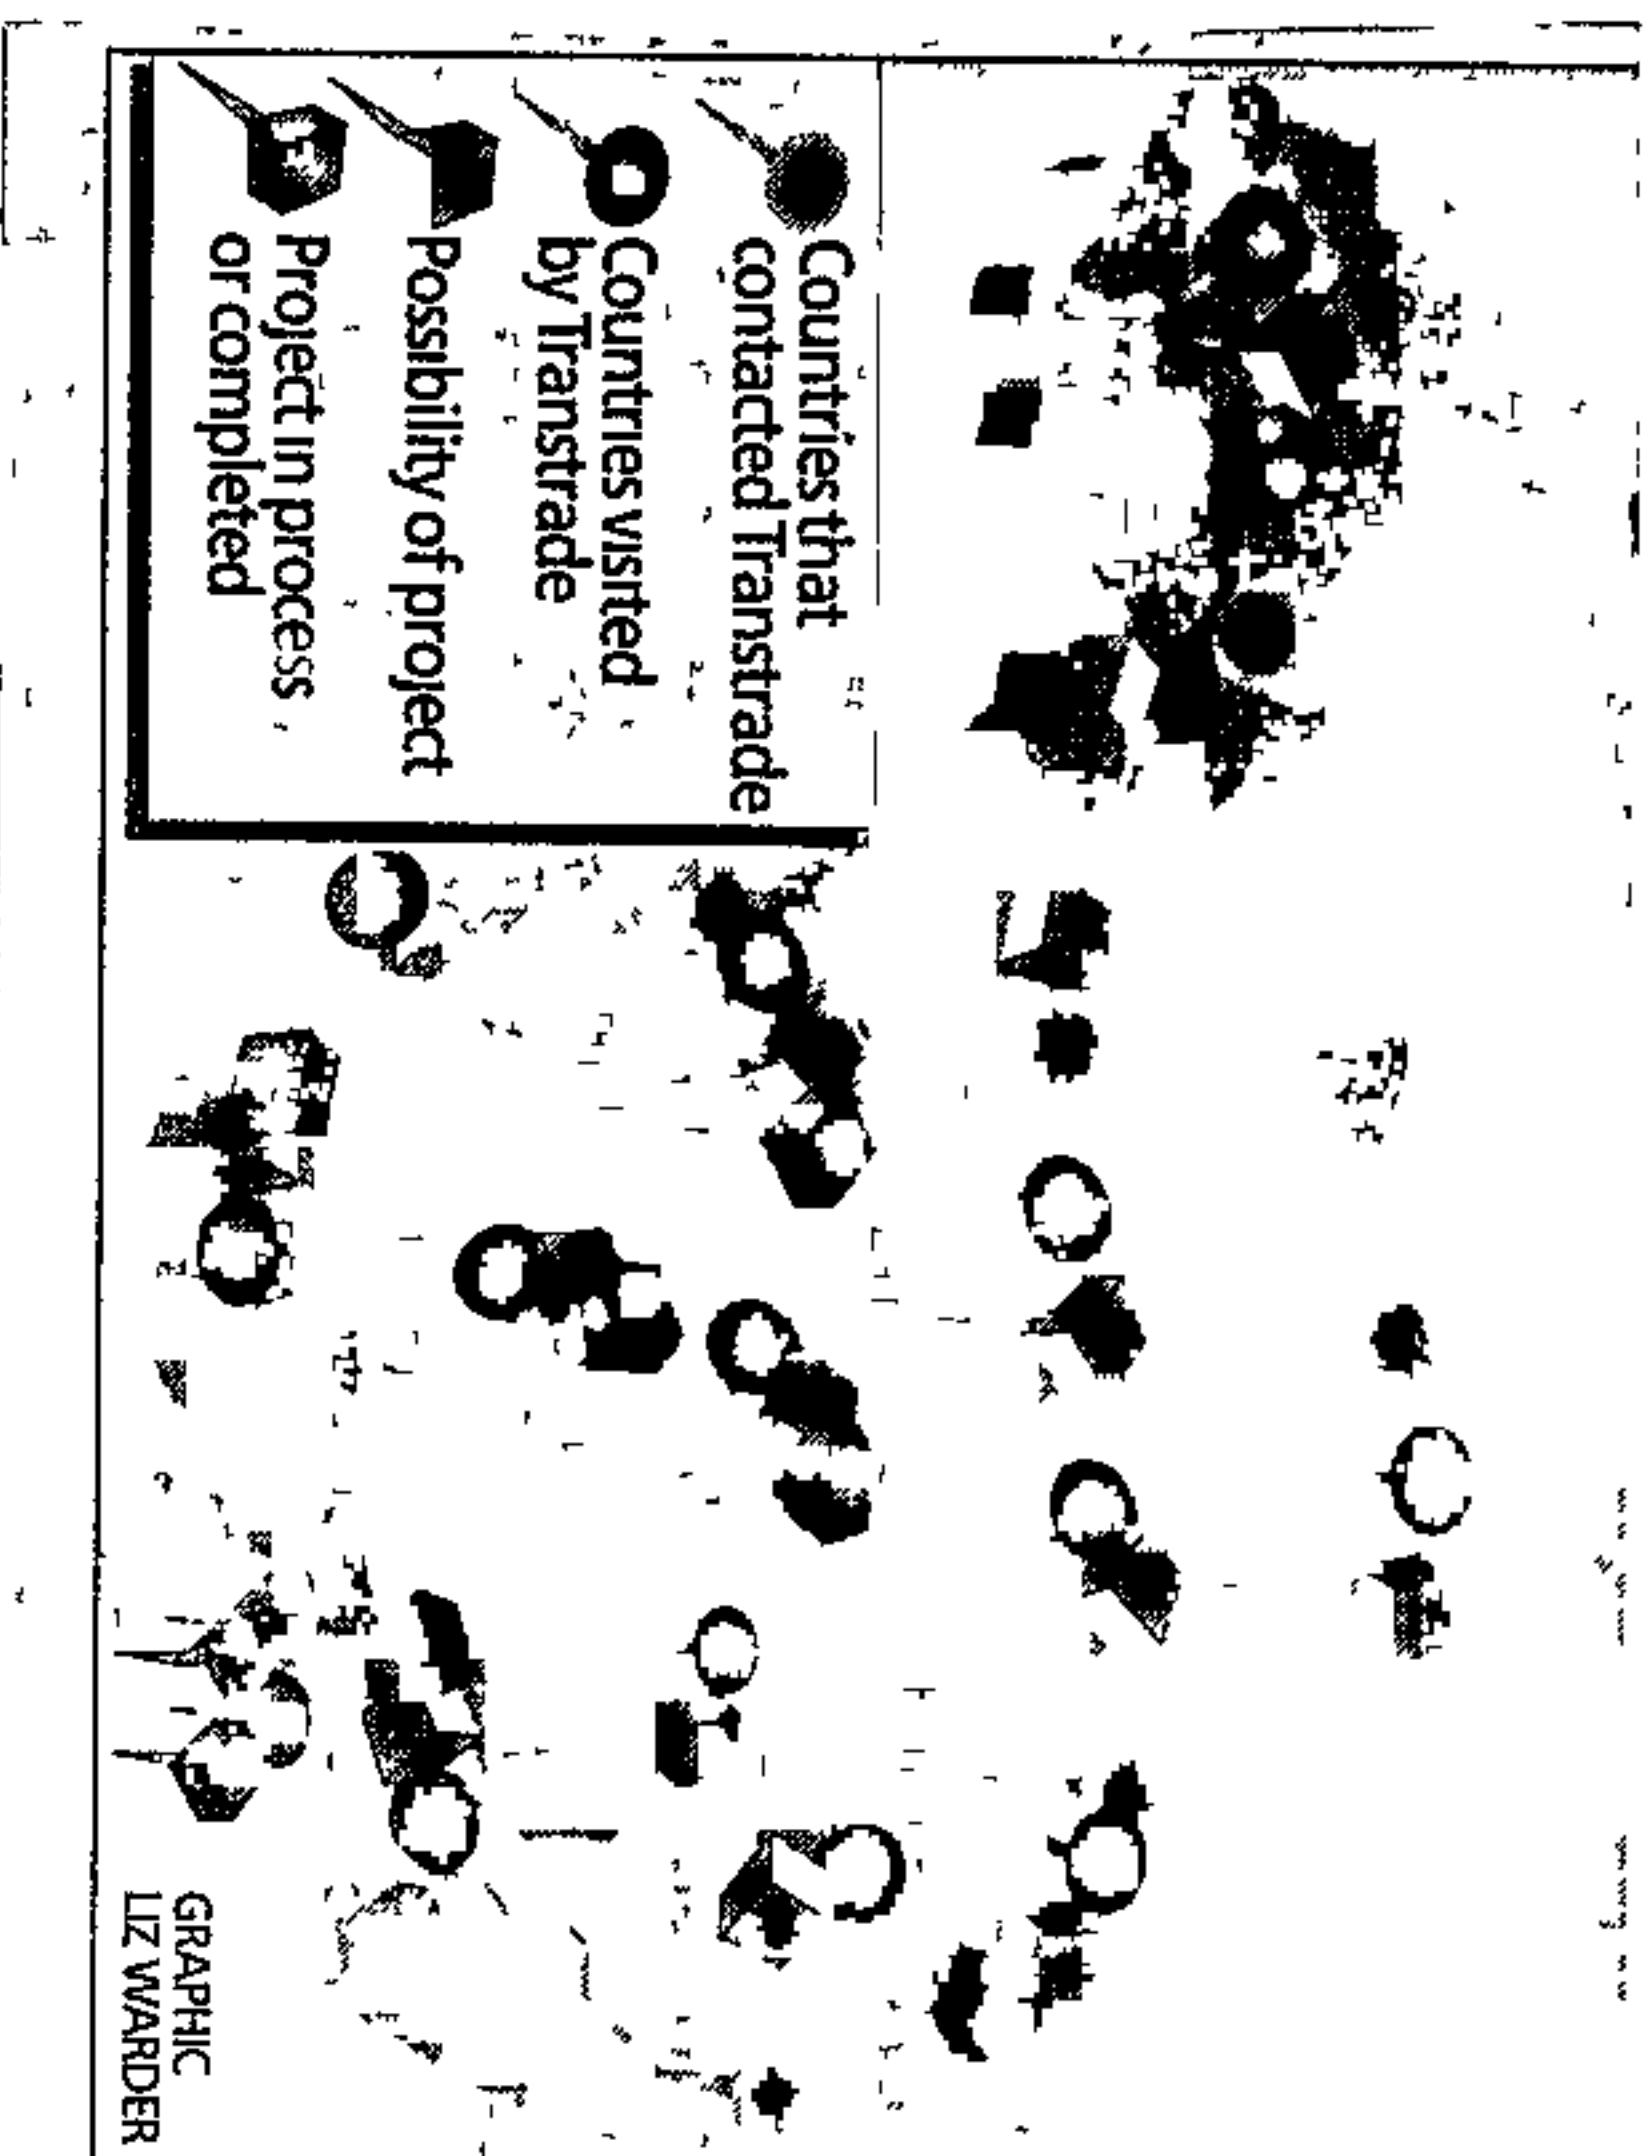 Countries that
contacted Transtrade
Countries visited
by Transtrade
Possibility of project
Project in process
or completed
GRAPHIC
LIZ WARDER